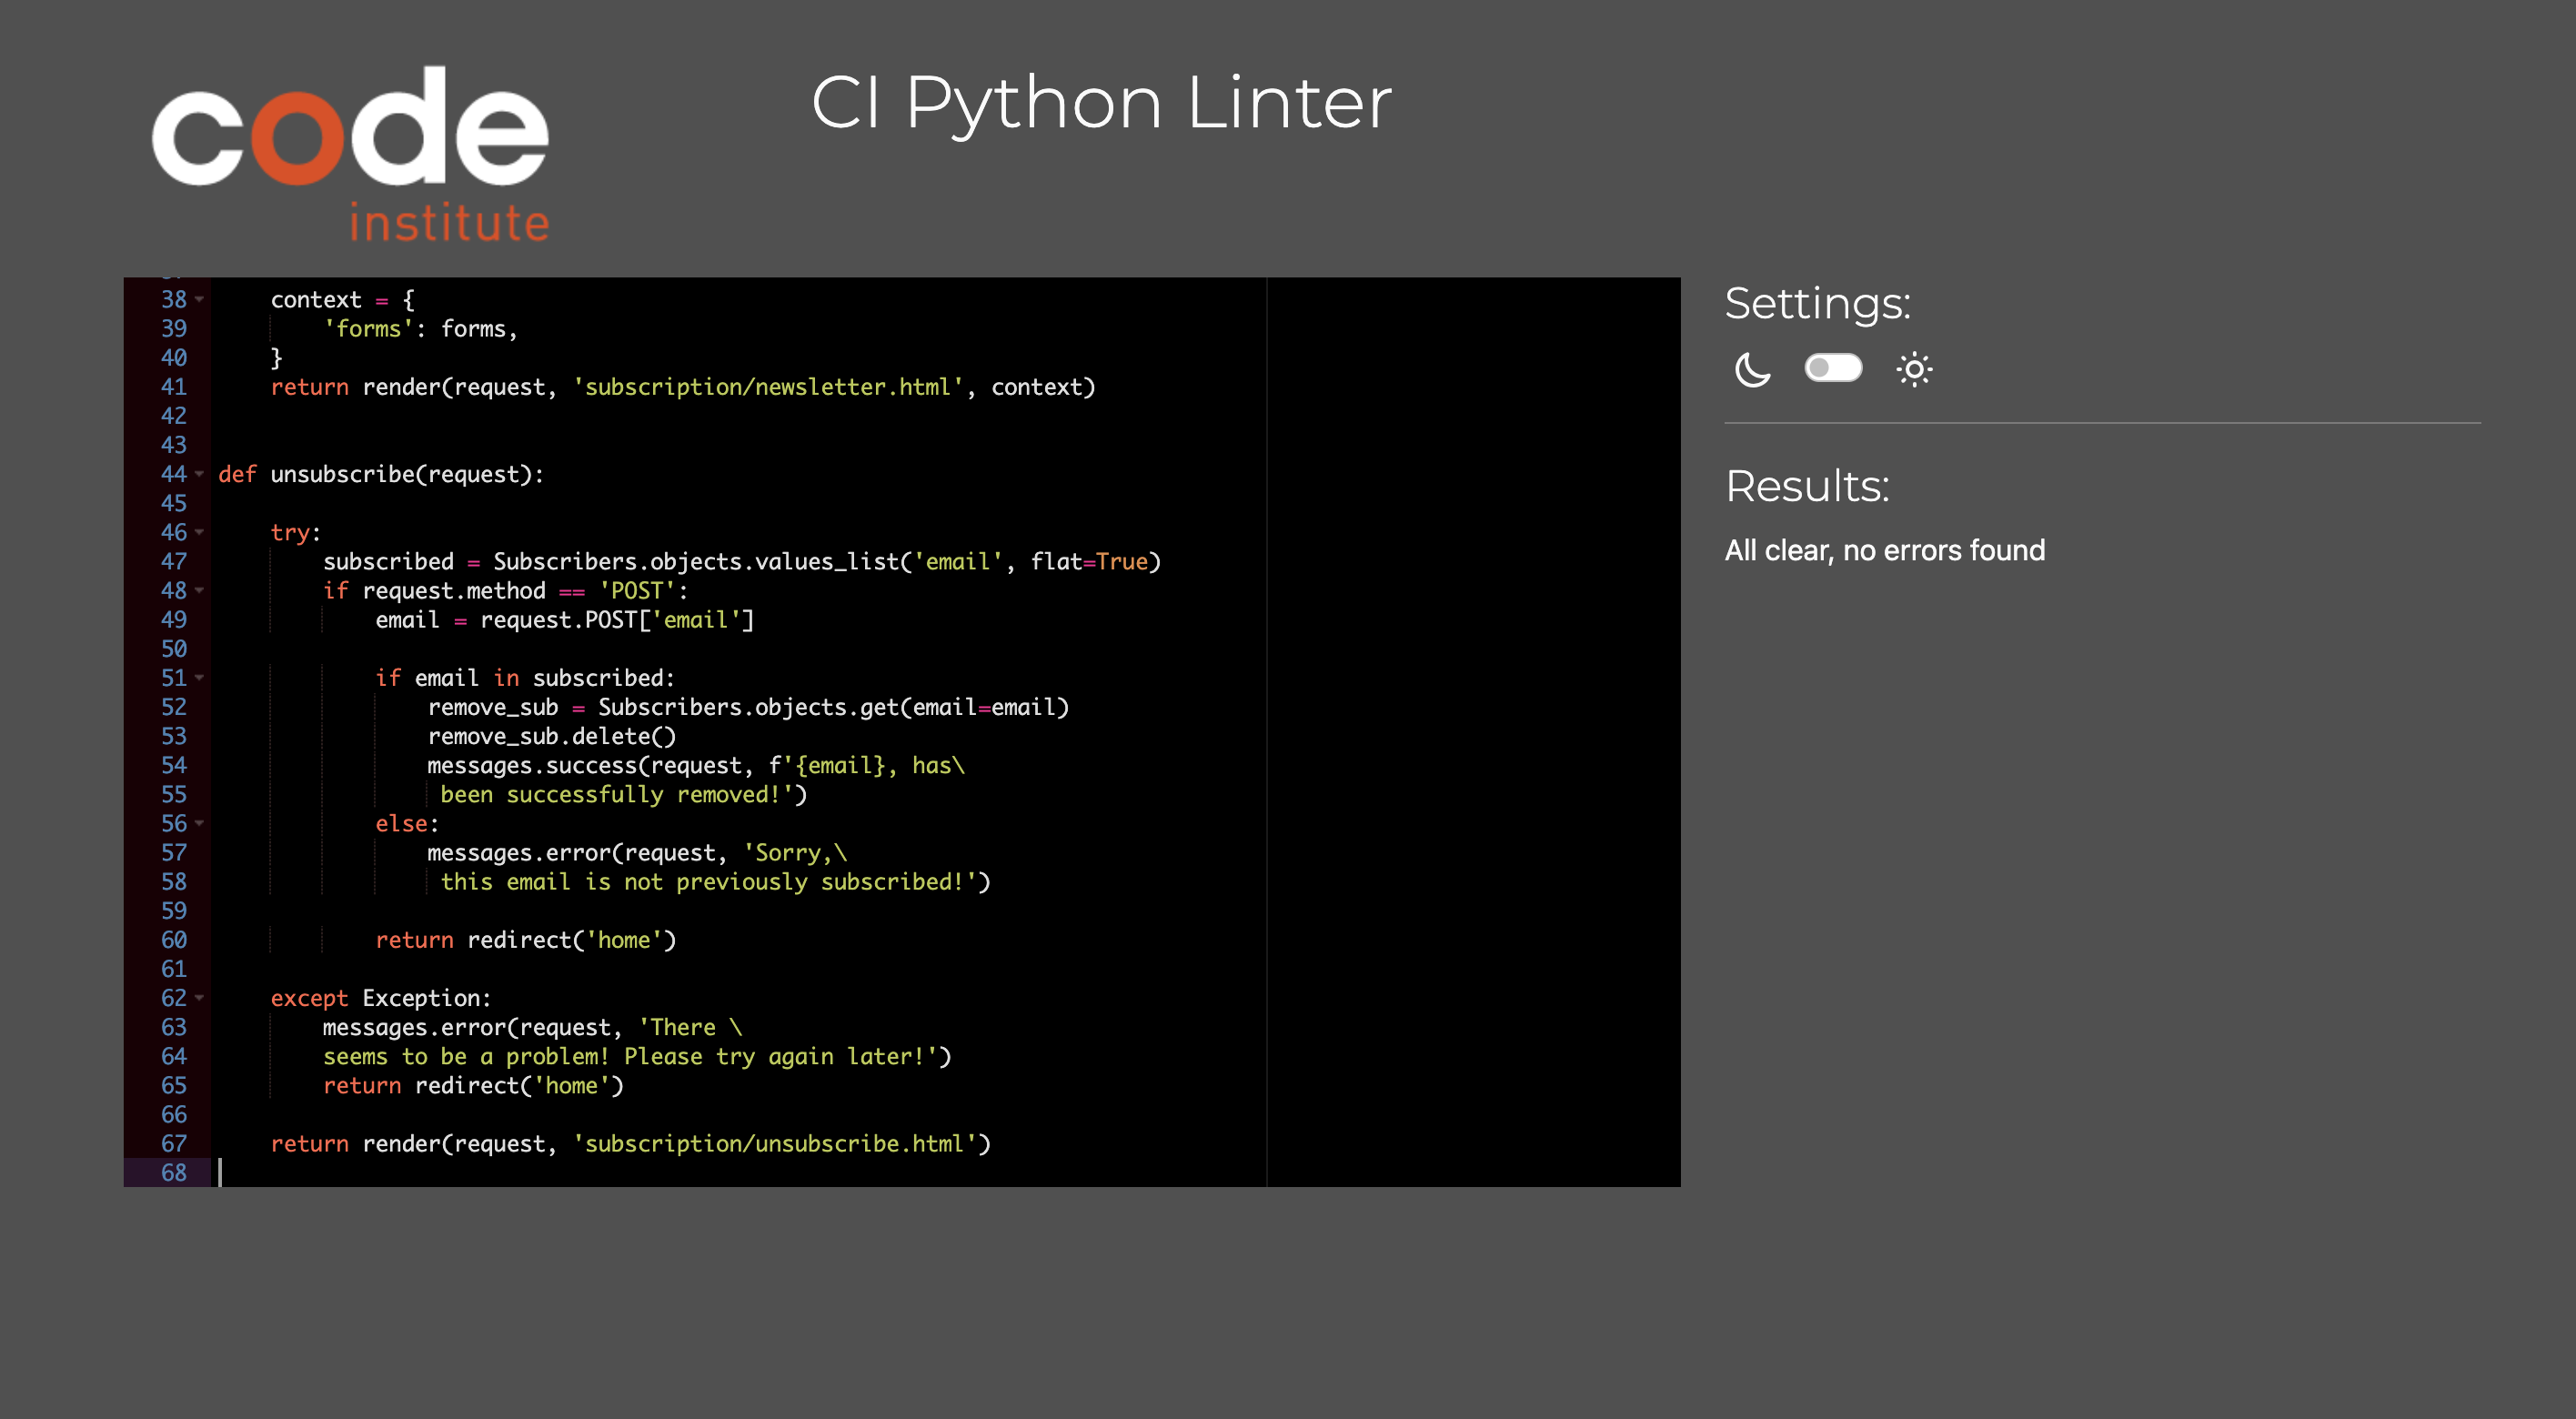 code
institute
CI Python Linter
38 context = {
39 'forms': forms,
40 }
41 return render(request, 'subscription/newsletter.html', context)
42
43
44 def unsubscribe(request):
45
46 try:
47 subscribed = Subscribers.objects.values_list('email', flat=True)
48 if request.method == 'POST':
49 email = request.POST['email']
50
51 if email in subscribed:
52 remove_sub = Subscribers.objects.get(email=email)
53 remove_sub.delete()
54 messages.success(request, f'{email}, has\
55 been successfully removed!')
56 else:
57 messages.error(request, 'Sorry,\
58 this email is not previously subscribed!')
59
60 return redirect('home')
61
62 except Exception:
63 messages.error(request, 'There \
64 seems to be a problem! Please try again later!')
65 return redirect('home')
66
67 return render(request, 'subscription/unsubscribe.html')
68
Settings:
Results:
All clear, no errors found